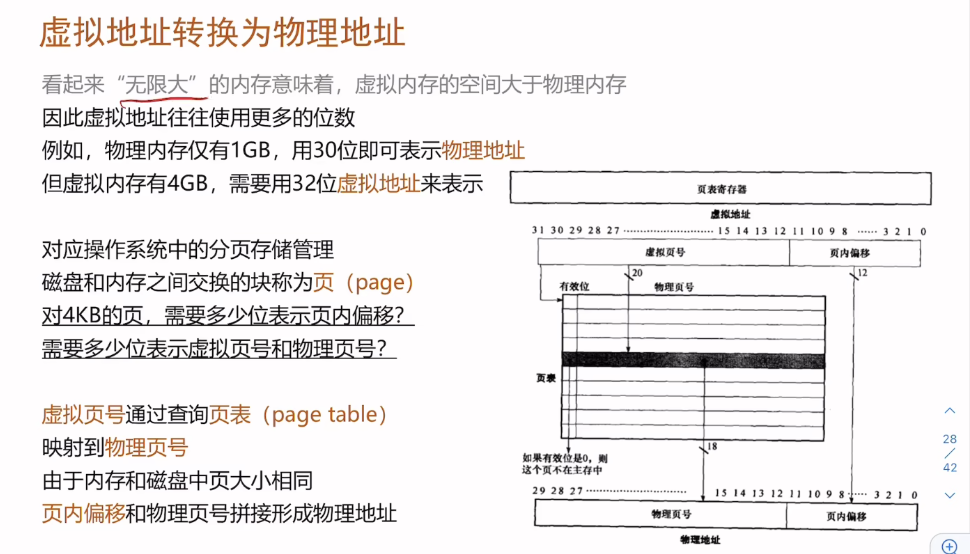 虚拟地址转换为物理地址
看起来“无限大”的内存意味着，虚拟内存的空间大于物理内存
因此虚拟地址往往使用更多的位数
例如，物理内存仅有1GB，用30位即可表示物理地址
但虚拟内存有4GB，需要用32位虚拟地址来表示
对应操作系统中的分页存储管理
磁盘和内存之间交换的块称为页（page）
对4KB的页，需要多少位表示页内偏移？
需要多少位表示虚拟页号和物理页号？
虚拟页号通过查询页表（page table）
映射到物理页号
由于内存和磁盘中页大小相同
页内偏移和物理页号拼接形成物理地址
页表寄存器
虚拟地址
31 30 29 28 27 ························ 15 14 13 12 11 10 9 8 ······ 3 2 1 0
虚拟页号 页内偏移
20 12
有效位 物理页号
页表
18
如果有效位是0，则
这个页不在主存中
29 28 27 ························ 15 14 13 12 11 10 9 8 ······ 3 2 1 0
物理页号 页内偏移
物理地址
28
/
42